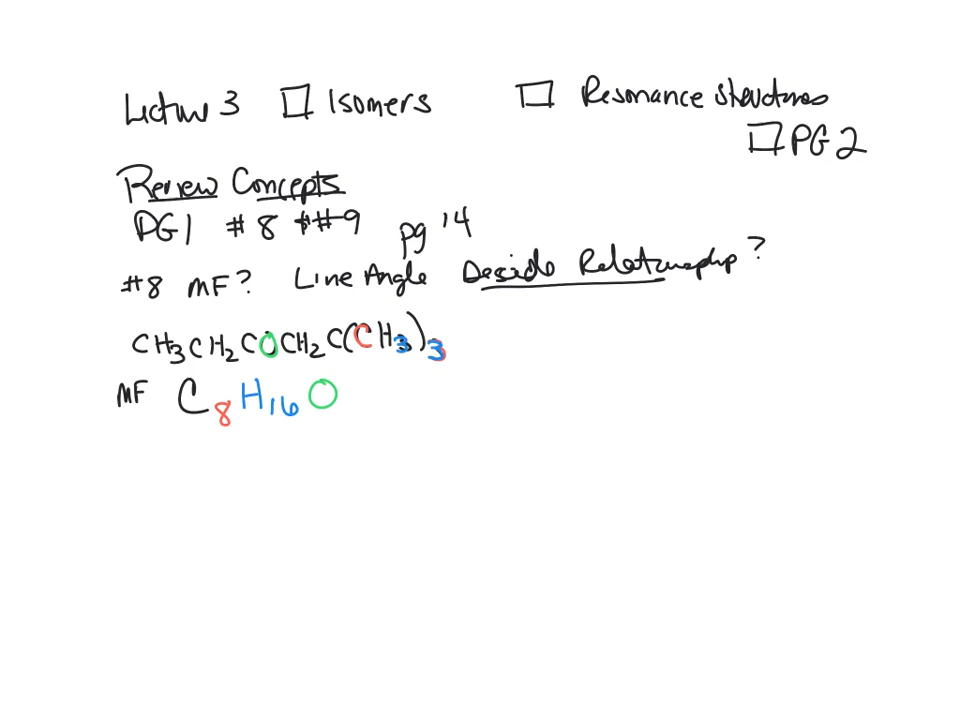 Lecture 3 □ Isomers □ Resonance Structures
□ PG 2
Review Concepts
PG1 #8 ##9 pg 14
#8 MF? Line Angle Decide Relationship?
CH₃CH₂COCH₂C(CH₃)₃
MF C₈H₁₆O